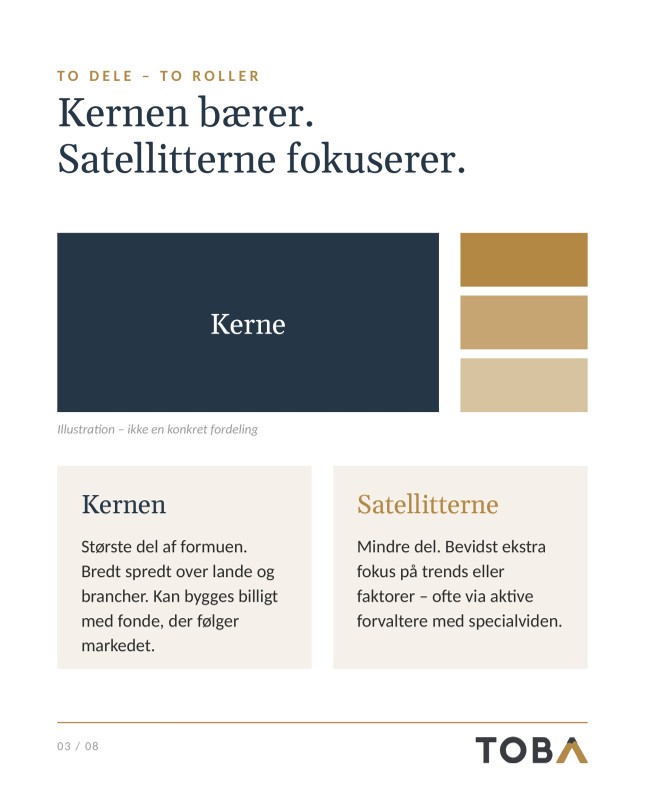 TO DELE – TO ROLLER
Kernen bærer.
Satellitterne fokuserer.
Kerne
Illustration – ikke en konkret fordeling
Kernen
Største del af formuen.
Bredt spredt over lande og
brancher. Kan bygges billigt
med fonde, der følger
markedet.
Satellitterne
Mindre del. Bevidst ekstra
fokus på trends eller
faktorer – ofte via aktive
forvaltere med specialviden.
03 / 08
TOBA